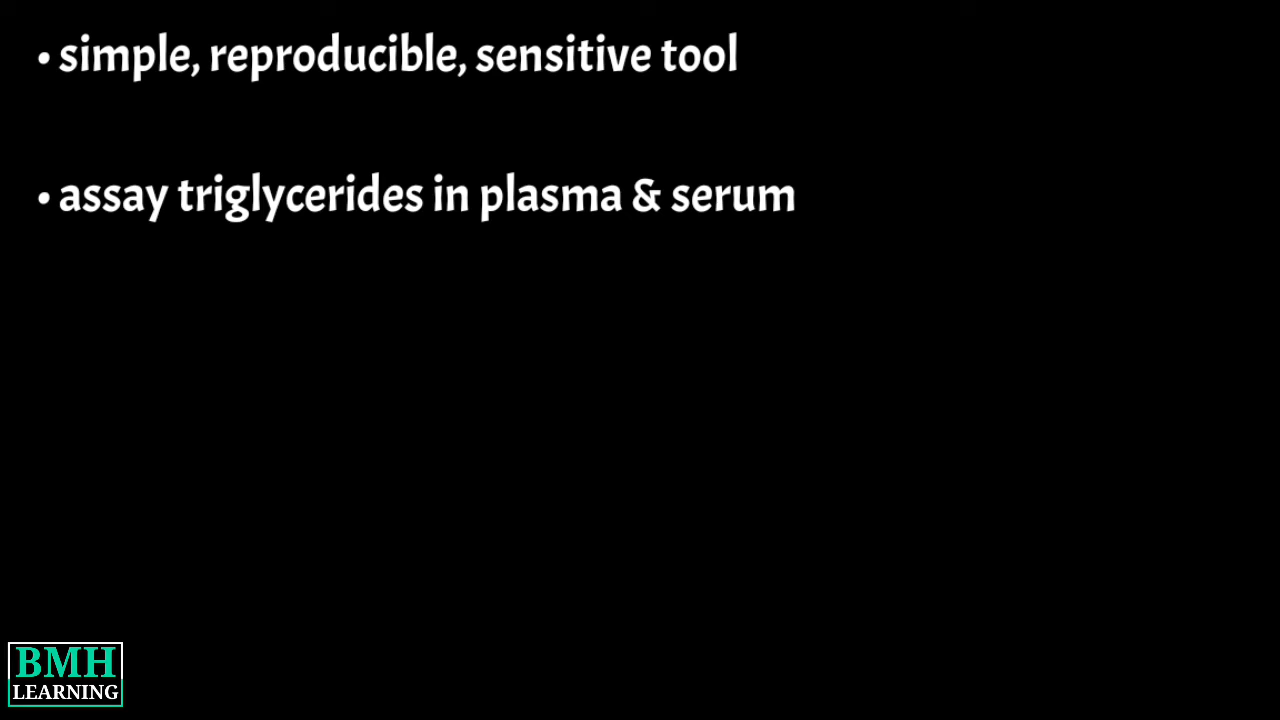 • simple, reproducible, sensitive tool
• assay triglycerides in plasma & serum
BMH
LEARNING